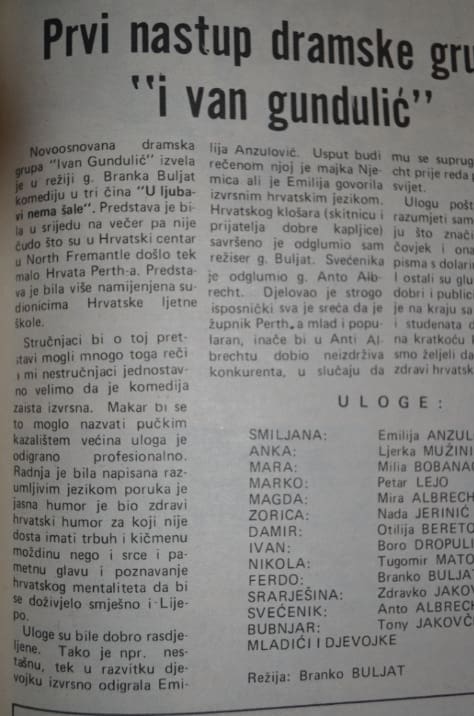 Prvi nastup dramske gru
"i van gundulić"
Novoosnovana dramska
grupa "Ivan Gundulić" izvela
je u režiji g. Branka Buljat
komediju u tri čina "U ljuba-
vi nema šale". Predstava je bi-
la u srijedu na večer pa nije
čudo što su u Hrvatski centar
u North Fremantle došlo tek
malo Hrvata Perth-a. Predsta-
va je bila više namijenjena su-
dionicima Hrvatske ljetne
škole.
Stručnjaci bi o toj pret-
stavi mogli mnogo toga reči
i mi nestručnjaci jednostav-
no velimo da je komedija
zaista izvrsna. Makar bi se
to moglo nazvati pučkim
kazalištem većina uloga je
odigrano profesionalno.
Radnja je bila napisana raz-
umljivim jezikom poruka je
jasna humor je bio zdravi
hrvatski humor za koji nije
dosta imati trbuh i kičmenu
moždinu nego i srce i pa-
metnu glavu i poznavanje
hrvatskog mentaliteta da bi
se doživjelo smješno i Lije-
po.
Uloge su bile dobro rasdje-
ljene. Tako je npr. nes-
tašnu, tek u razvitku dje-
vojku izvrsno odigrala Emi-
lija Anzulović. Usput budi
rečenom njoj je majka Nje-
mica ali je Emilija govorila
izvrsnim hrvatskim jezikom.
Hrvatskog klošara (skitnicu i
prijatelja dobre kapljice)
savršeno je odglumio sam
režiser g. Buljat. Svečenika
je odglumio g. Anto Alb-
recht. Djelovao je strogo
isposnički sva je sreća da je
župnik Perth.a mlad i popu-
laran, inače bi u Anti Al-
brechtu dobio neizdrživa
konkurenta, u slučaju da
mu se suprug
cht prije reda p
svijet.
Ulogu pošt
razumjeti sam
ju što znači
čovjek i ona
pisma s dolarin
I ostali su glu
dobri i public
je na kraju sa
i studenata d
na kratkoću l
smo željeli da
zdravi hrvatsk
ULOGE:
SMILJANA: Emilija ANZUL
ANKA: Ljerka MUŽINI
MARA: Milia BOBANA
MARKO: Petar LEJO
MAGDA: Mira ALBRECH
ZORICA: Nada JERINIĆ
DAMIR: Otilija BERETO
IVAN: Boro DROPULI
NIKOLA: Tugomir MATO
FERDO: Branko BULJAT
SRARJEŠINA: Zdravko JAKOV
SVEĆENIK: Anto ALBRECH
BUBNJAR: Tony JAKOVČ
MLADIĆI I DJEVOJKE
Režija: Branko BULJAT